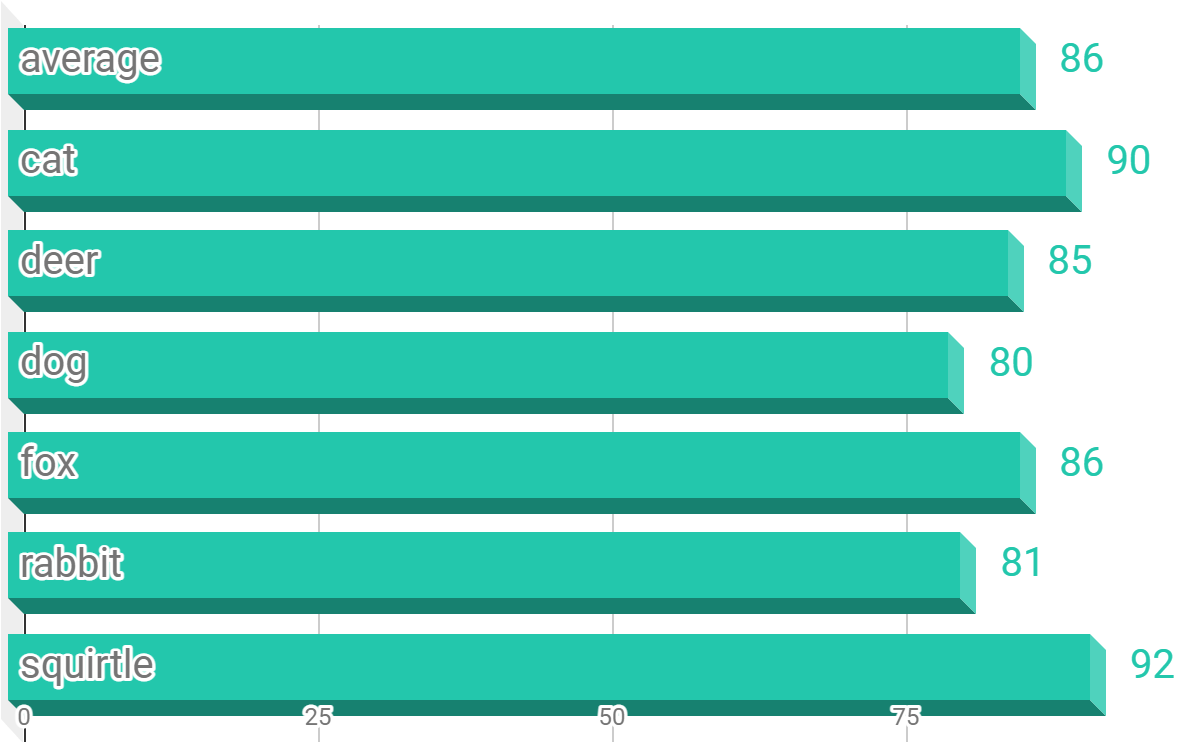 average 86
cat 90
deer 85
dog 80
fox 86
rabbit 81
squirtle 92
0 25 50 75